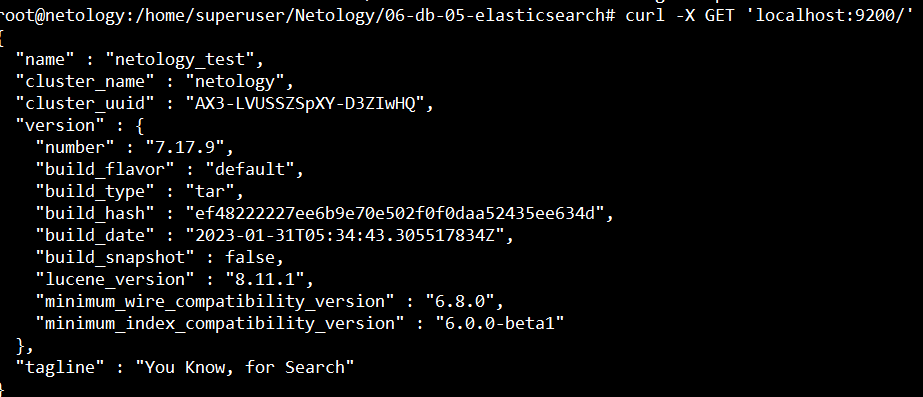 root@netology:/home/superuser/Netology/06-db-05-elasticsearch# curl -X GET 'localhost:9200/'
{
  "name" : "netology_test",
  "cluster_name" : "netology",
  "cluster_uuid" : "AX3-LVUSSZSpXY-D3ZIwHQ",
  "version" : {
    "number" : "7.17.9",
    "build_flavor" : "default",
    "build_type" : "tar",
    "build_hash" : "ef48222227ee6b9e70e502f0f0daa52435ee634d",
    "build_date" : "2023-01-31T05:34:43.305517834Z",
    "build_snapshot" : false,
    "lucene_version" : "8.11.1",
    "minimum_wire_compatibility_version" : "6.8.0",
    "minimum_index_compatibility_version" : "6.0.0-beta1"
  },
  "tagline" : "You Know, for Search"
}